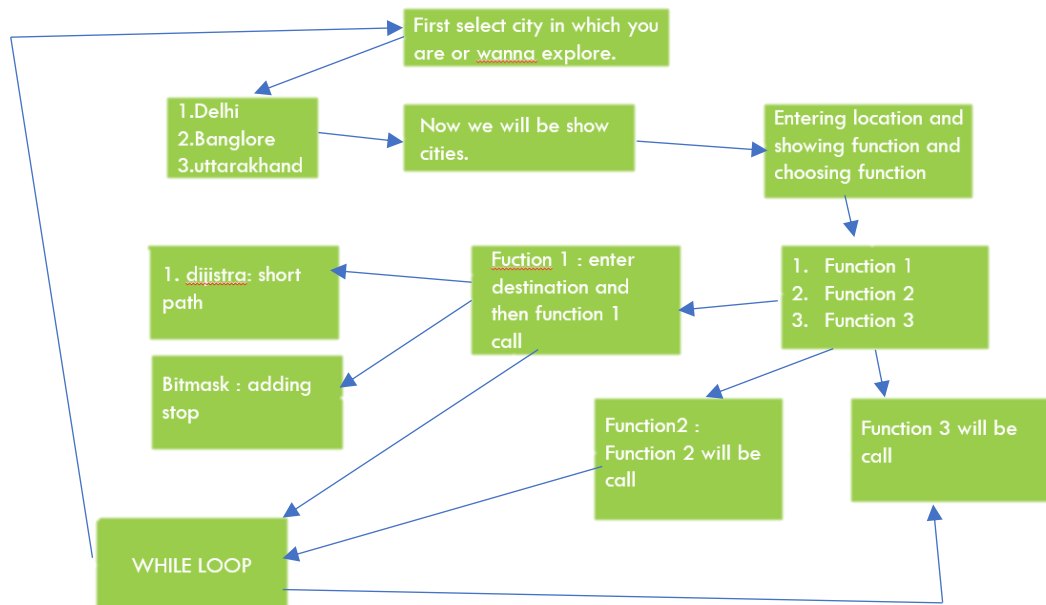 First select city in which you
are or wanna explore.
1.Delhi
2.Banglore
3.uttarakhand
Now we will be show
cities.
Entering location and
showing function and
choosing function
1. dijistra: short
path
Fuction 1 : enter
destination and
then function 1
call
1. Function 1
2. Function 2
3. Function 3
Bitmask : adding
stop
Function2 :
Function 2 will be
call
Function 3 will be
call
WHILE LOOP